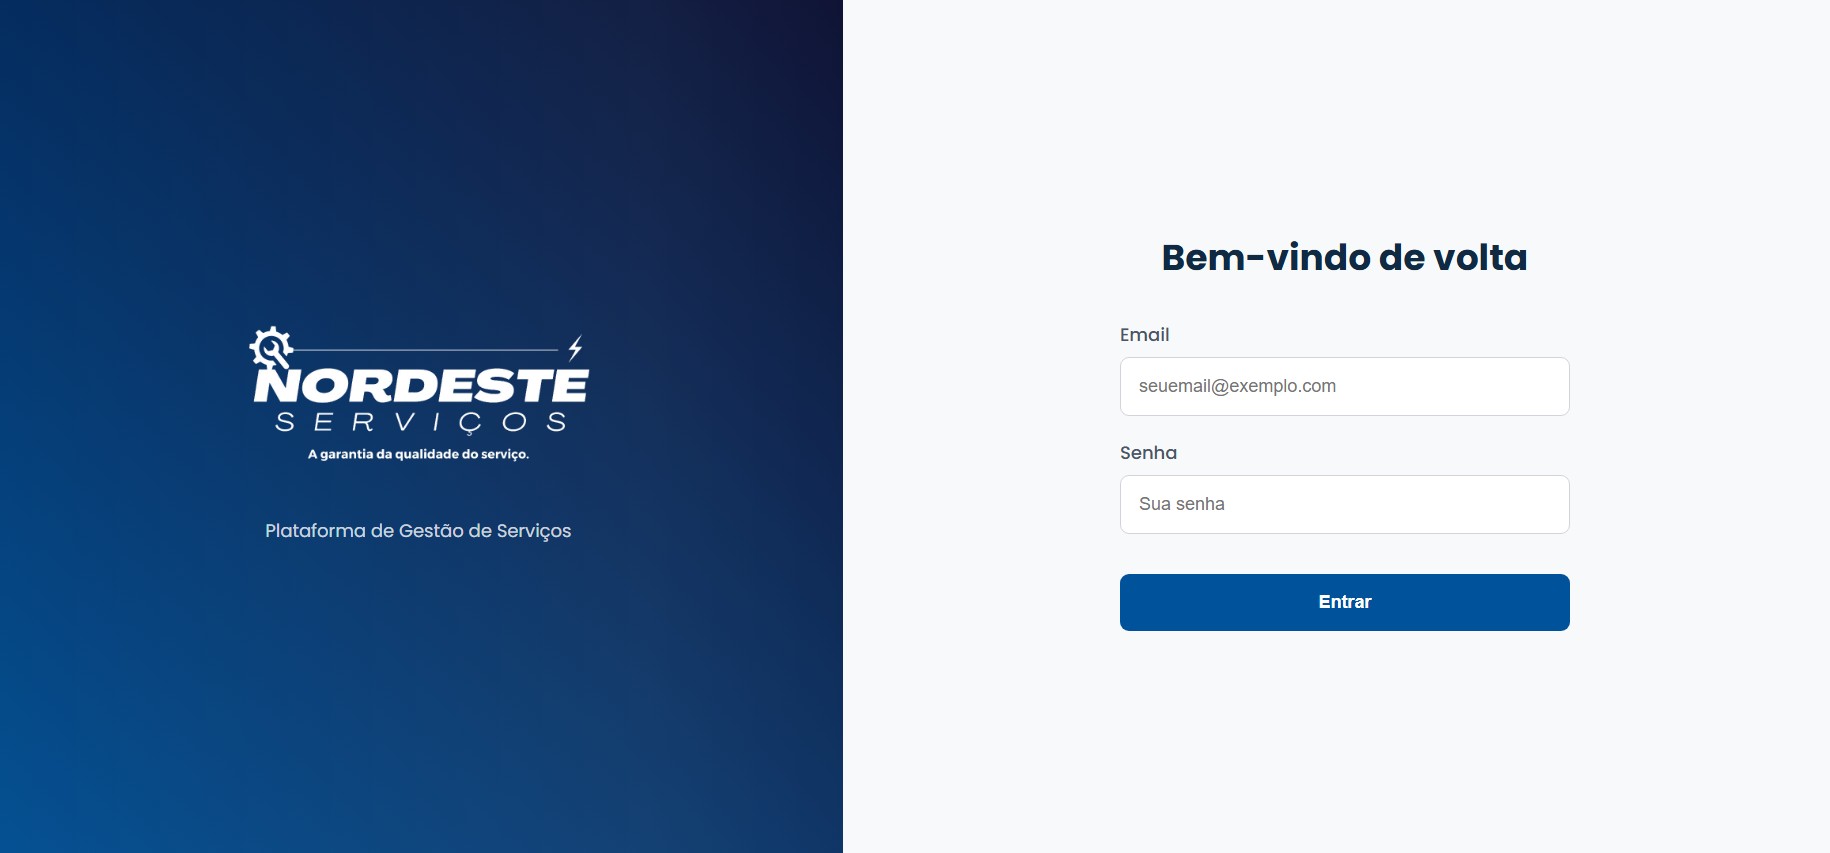 NORDESTE
SERVIÇOS
A garantia da qualidade do serviço.
Plataforma de Gestão de Serviços
Bem-vindo de volta
Email
seuemail@exemplo.com
Senha
Sua senha
Entrar